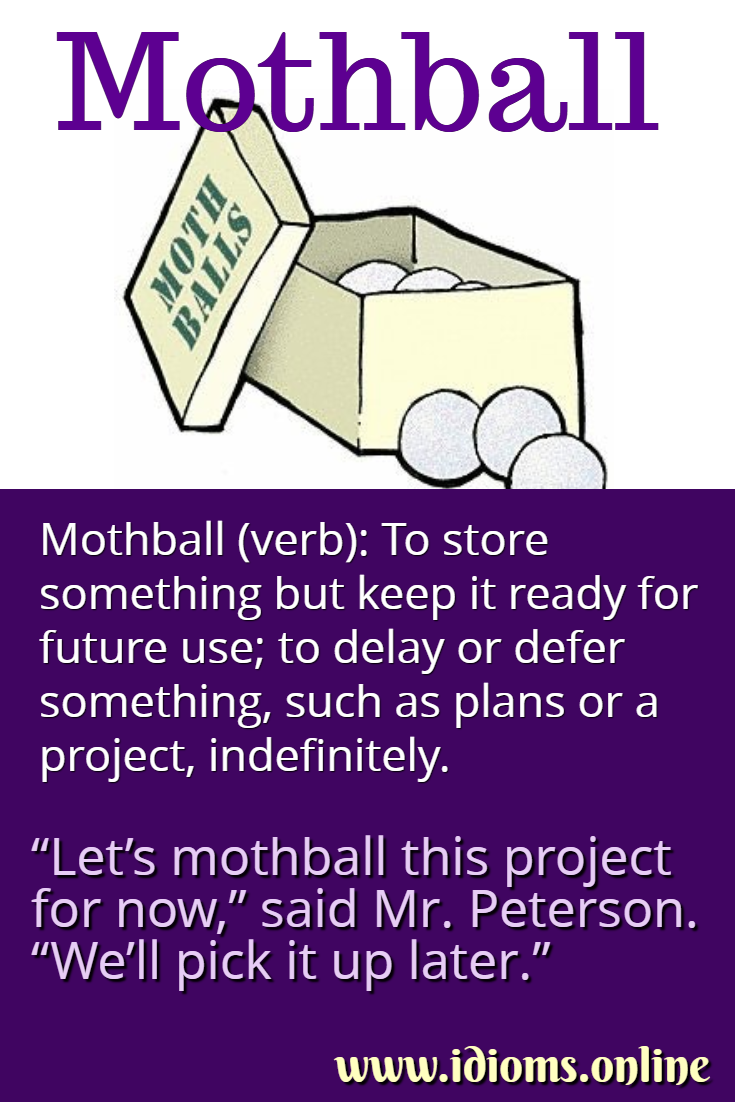 Mothball
MOTH
BALLS
Mothball (verb): To store
something but keep it ready for
future use; to delay or defer
something, such as plans or a
project, indefinitely.
“Let’s mothball this project
for now,” said Mr. Peterson.
“We’ll pick it up later.”
www.idioms.online